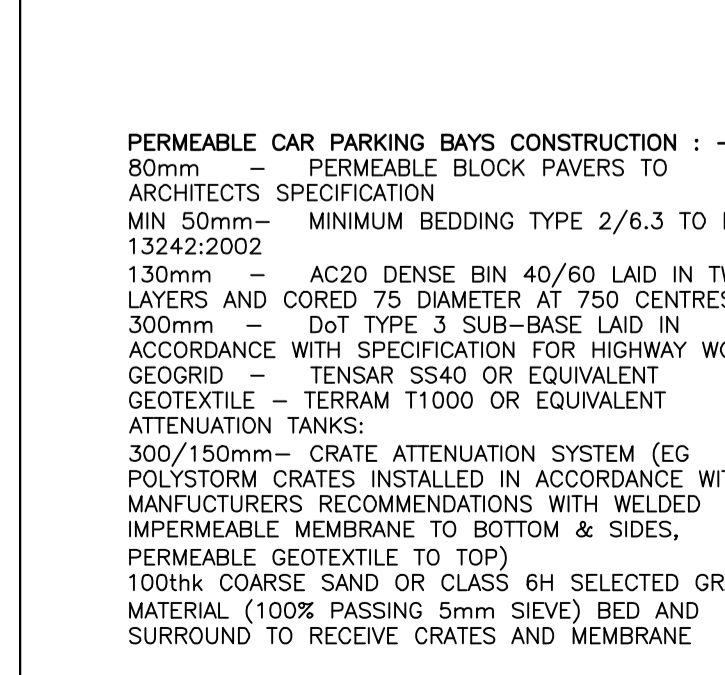 PERMEABLE CAR PARKING BAYS CONSTRUCTION : -
80mm - PERMEABLE BLOCK PAVERS TO
ARCHITECTS SPECIFICATION
MIN 50mm- MINIMUM BEDDING TYPE 2/6.3 TO
13242:2002
130mm - AC20 DENSE BIN 40/60 LAID IN
LAYERS AND CORED 75 DIAMETER AT 750 CENTRES
300mm - DoT TYPE 3 SUB-BASE LAID IN
ACCORDANCE WITH SPECIFICATION FOR HIGHWAY
GEOGRID - TENSAR SS40 OR EQUIVALENT
GEOTEXTILE - TERRAM T1000 OR EQUIVALENT
ATTENUATION TANKS:
300/150mm- CRATE ATTENUATION SYSTEM (EG
POLYSTORM CRATES INSTALLED IN ACCORDANCE
MANFUCTURERS RECOMMENDATIONS WITH WELDED
IMPERMEABLE MEMBRANE TO BOTTOM & SIDES,
PERMEABLE GEOTEXTILE TO TOP)
100thk COARSE SAND OR CLASS 6H SELECTED
MATERIAL (100% PASSING 5mm SIEVE) BED AND
SURROUND TO RECEIVE CRATES AND MEMBRANE